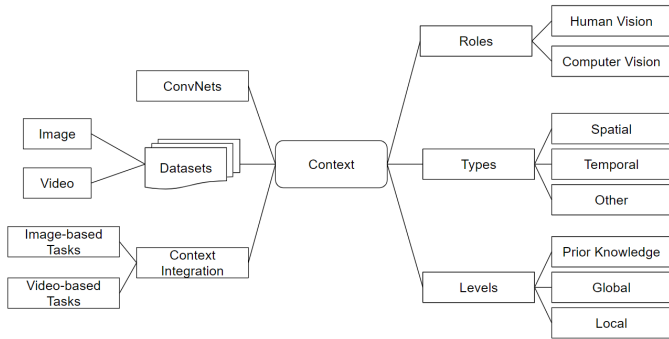 Human Vision
Roles
Computer Vision
ConvNets
Image
Spatial
Datasets
Context
Types
Temporal
Video
Other
Image-based
Tasks
Context
Integration
Prior Knowledge
Video-based
Tasks
Levels
Global
Local